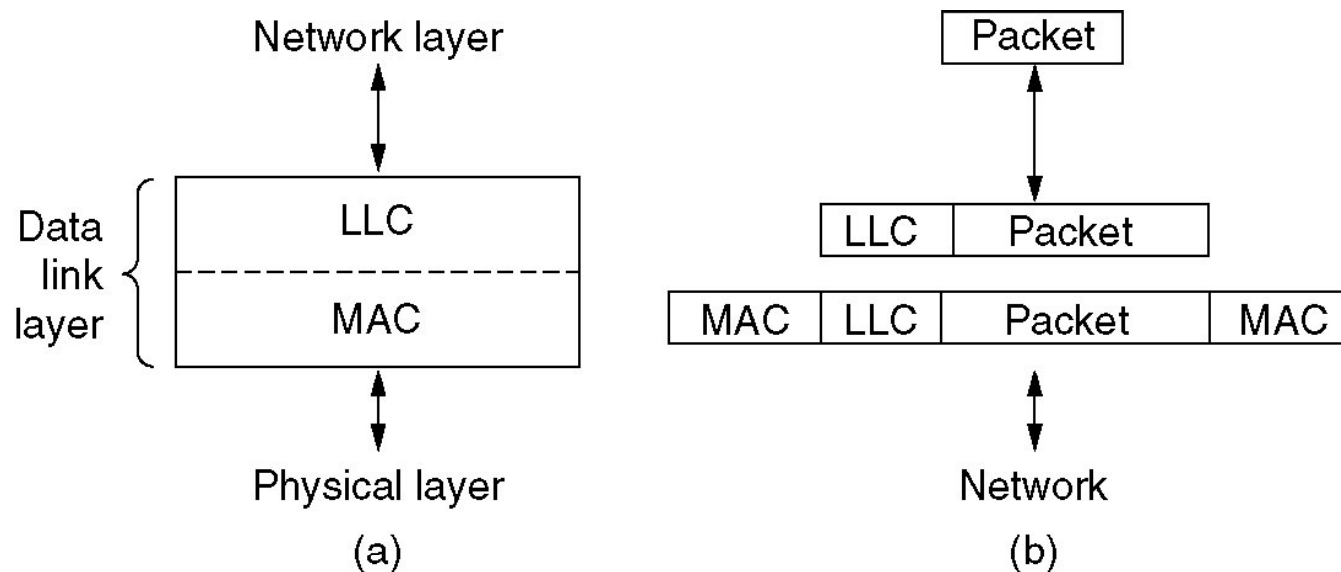 Network layer
LLC
Data
link
layer
MAC
Physical layer
(a)
Packet
LLC Packet
MAC LLC Packet MAC
Network
(b)